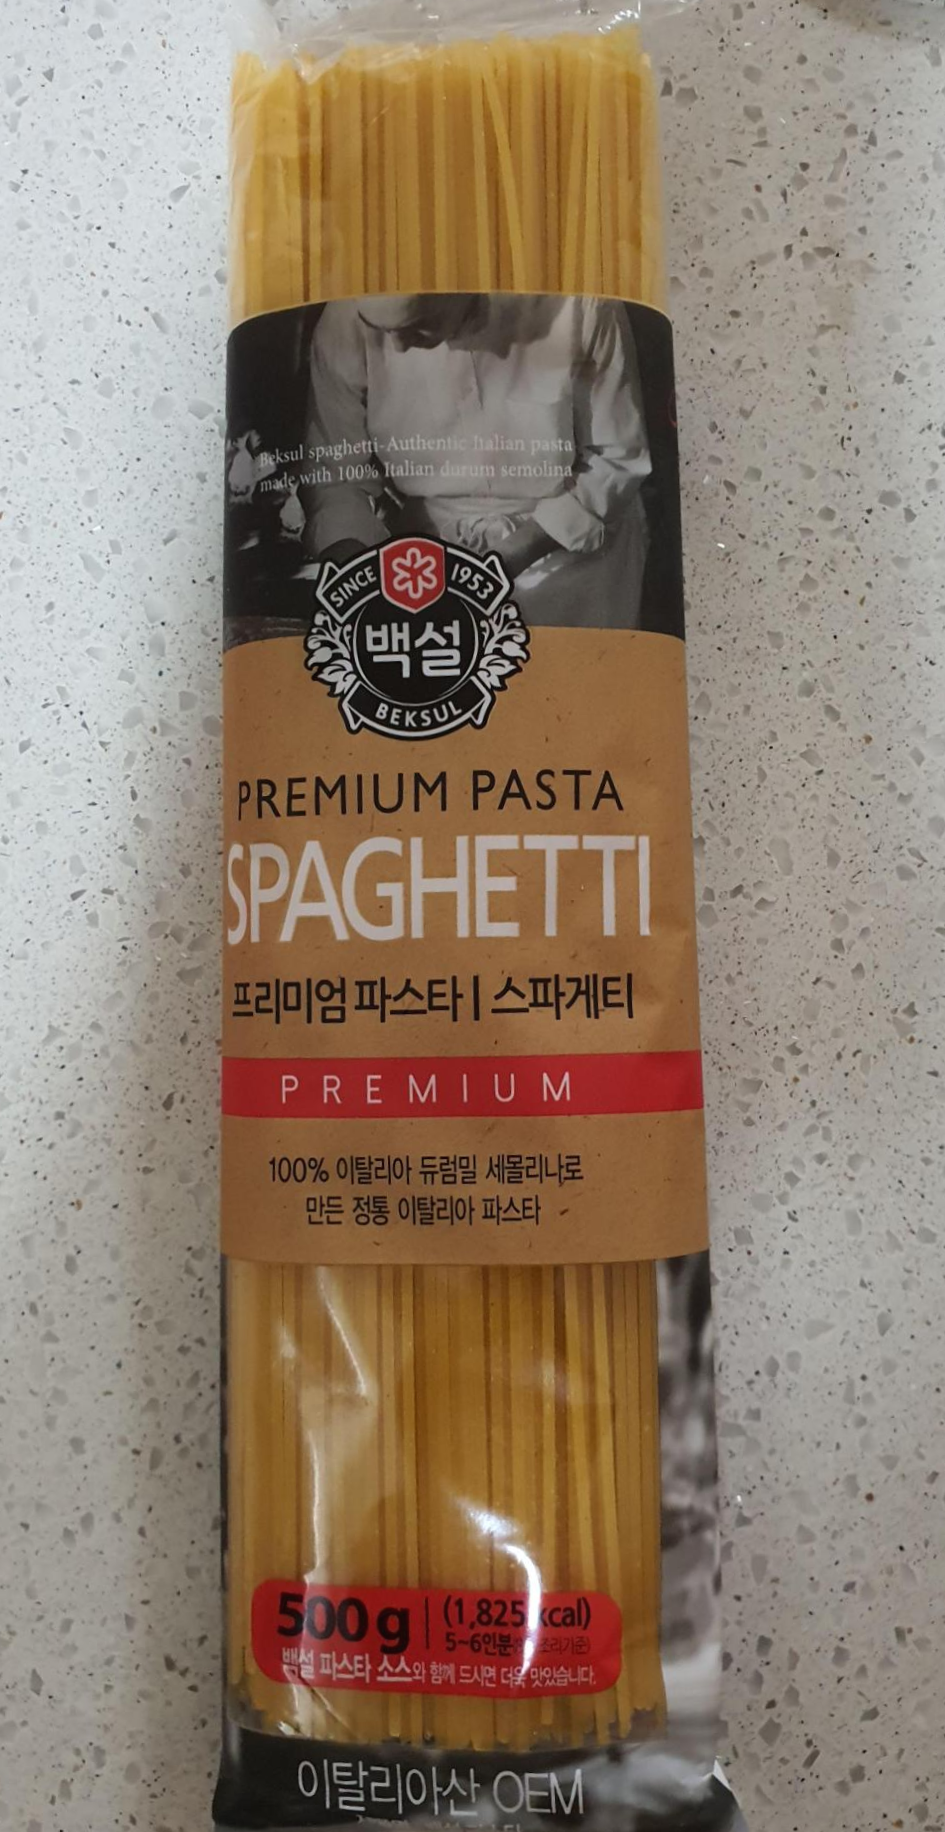 Beksul spaghetti-Authentic Italian pasta
made with 100% Italian durum semolina
SINCE 1953
백설
BEKSUL
PREMIUM PASTA
SPAGHETTI
프리미엄 파스타 | 스파게티
PREMIUM
100% 이탈리아 듀럼밀 세몰리나로
만든 정통 이탈리아 파스타
500 g | (1,825 kcal)
5~6인분
백설 파스타 소스와 함께 드시면 더욱 맛있습니다.
이탈리아산 OEM